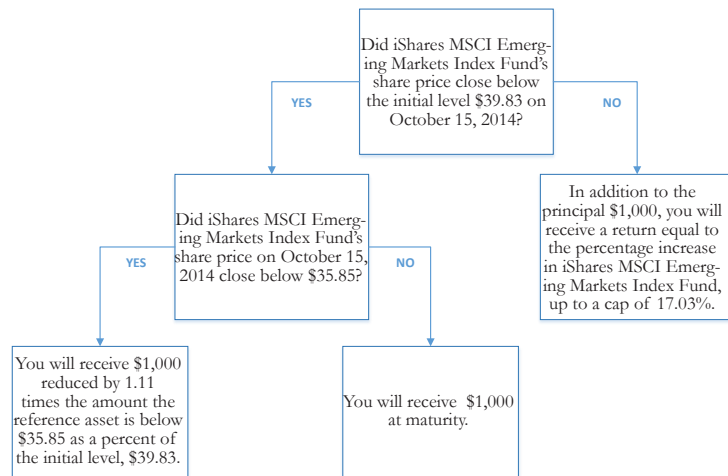 Did iShares MSCI Emerg-
ing Markets Index Fund's
share price close below
the initial level $39.83 on
October 15, 2014?
YES
NO
Did iShares MSCI Emerg-
ing Markets Index Fund's
share price on October 15,
2014 close below $35.85?
In addition to the
principal $1,000, you will
receive a return equal to
the percentage increase
in iShares MSCI Emerg-
ing Markets Index Fund,
up to a cap of 17.03%.
YES
NO
You will receive $1,000
reduced by 1.11
times the amount the
reference asset is below
$35.85 as a percent of
the initial level, $39.83.
You will receive $1,000
at maturity.